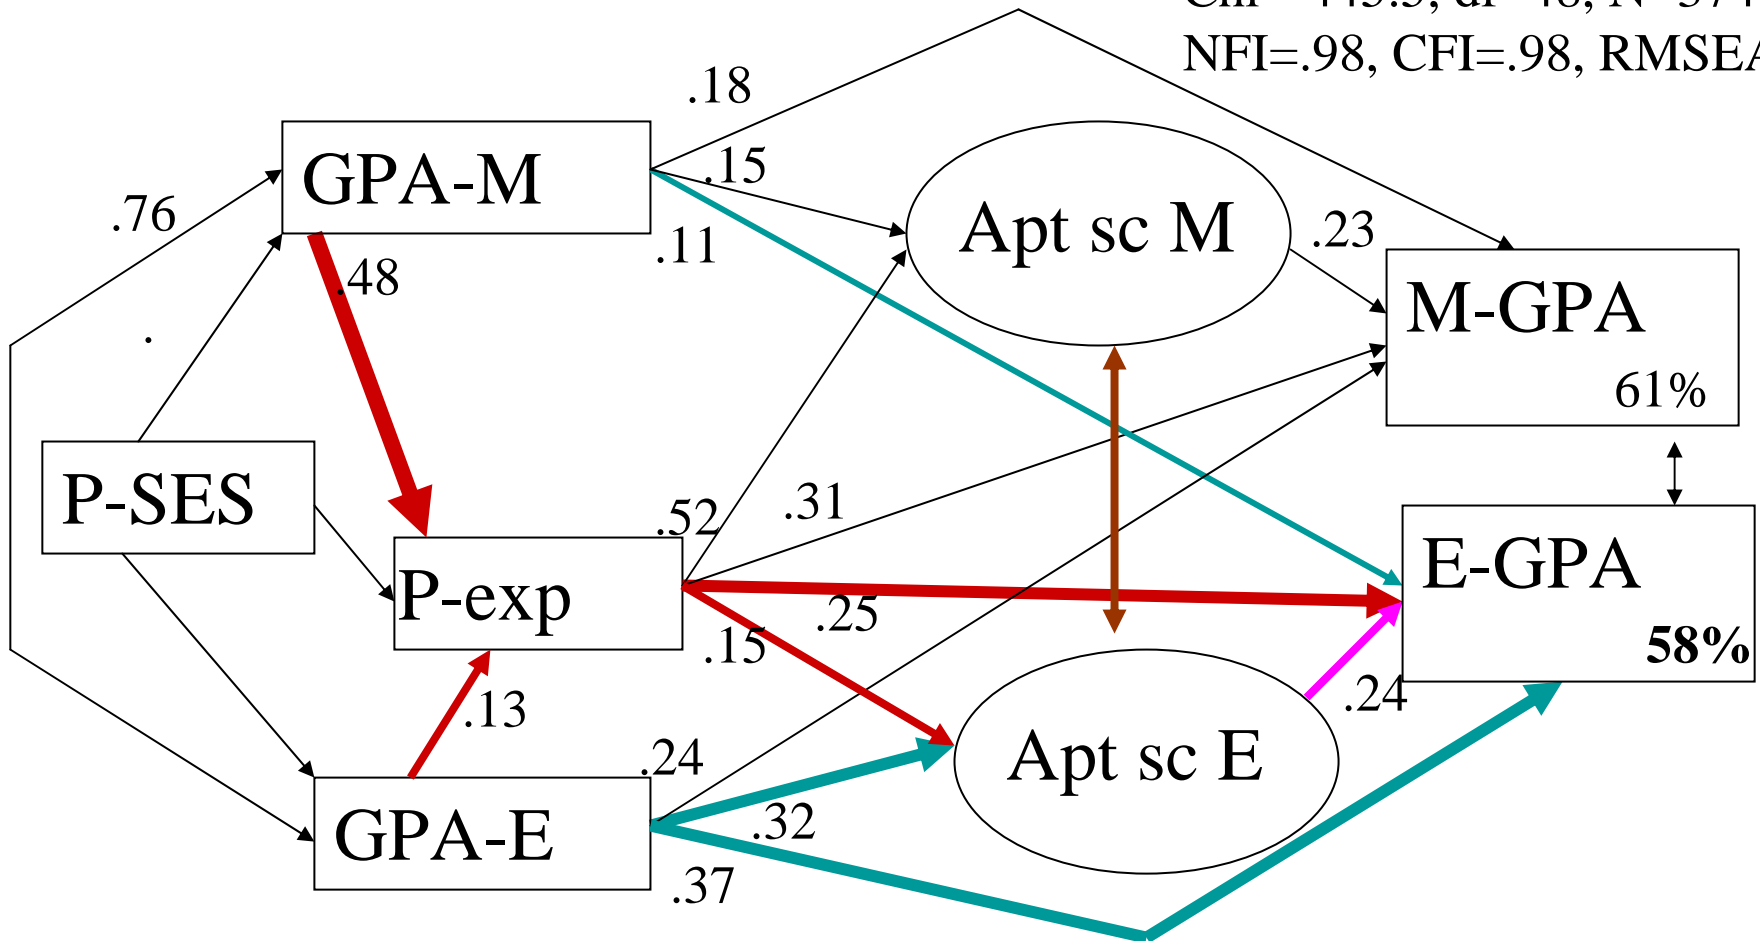 NFI=.98, CFI=.98, RMSEA
.18
GPA-M
.15
.76
Apt sc M
.23
.11
.48
M-GPA
.
61%
P-SES
.52
.31
E-GPA
P-exp
.25
.15
58%
.13
.24
.24
Apt sc E
GPA-E
.32
.37